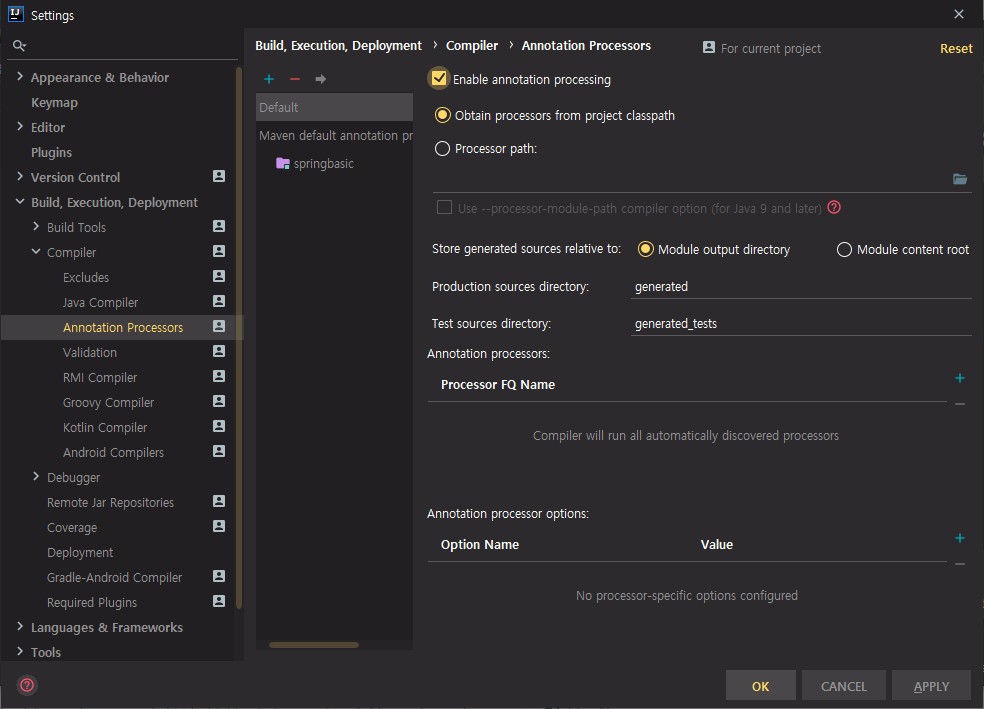 IJ
Settings
Build, Execution, Deployment › Compiler › Annotation Processors
For current project
Reset
Appearance & Behavior
Keymap
Editor
Plugins
Version Control
Build, Execution, Deployment
Build Tools
Compiler
Excludes
Java Compiler
Annotation Processors
Validation
RMI Compiler
Groovy Compiler
Kotlin Compiler
Android Compilers
Debugger
Remote Jar Repositories
Coverage
Deployment
Gradle-Android Compiler
Required Plugins
Languages & Frameworks
Tools
Default
Maven default annotation pr
springbasic
Enable annotation processing
Obtain processors from project classpath
Processor path:
Use --processor-module-path compiler option (for Java 9 and later)
Store generated sources relative to: Module output directory Module content root
Production sources directory: generated
Test sources directory: generated_tests
Annotation processors:
Processor FQ Name
Compiler will run all automatically discovered processors
Annotation processor options:
Option Name Value
No processor-specific options configured
OK CANCEL APPLY